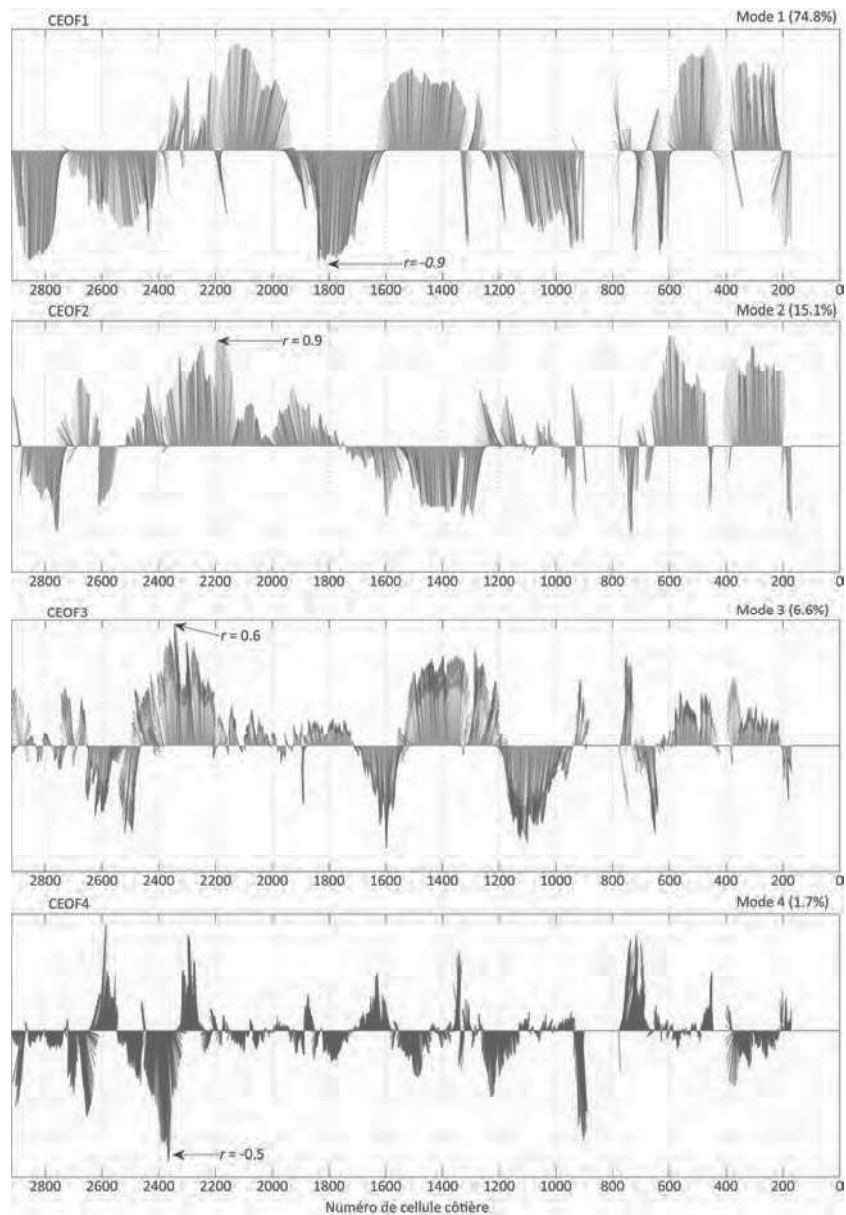 CEOF1 Mode 1 (74.8%)
r= -0.9
2800 2600 2400 2200 2000 1800 1600 1400 1200 1000 800 600 400 200 0
CEOF2 Mode 2 (15.1%)
r = 0.9
2800 2600 2400 2200 2000 1800 1600 1400 1200 1000 800 600 400 200 0
CEOF3 Mode 3 (6.6%)
r = 0.6
2800 2600 2400 2200 2000 1800 1600 1400 1200 1000 800 600 400 200 0
CEOF4 Mode 4 (1.7%)
r = -0.5
2800 2600 2400 2200 2000 1800 1600 1400 1200 1000 800 600 400 200 0
Numéro de cellule côtière